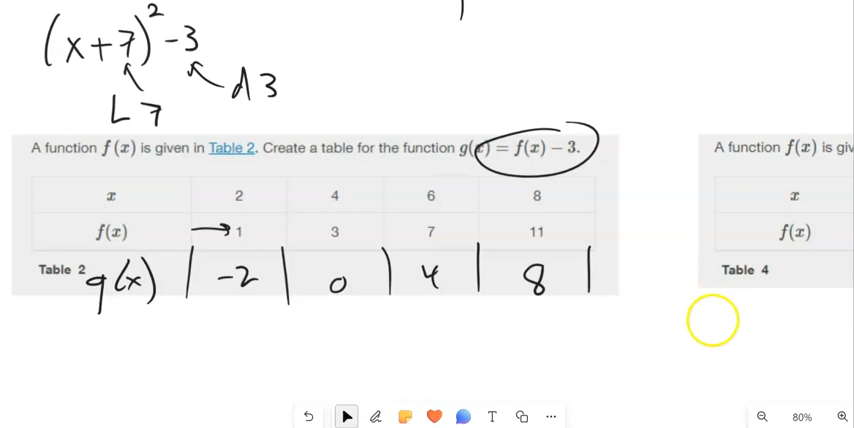 (x+7)² -3
L 7
d 3
A function f(x) is given in Table 2. Create a table for the function g(x) = f(x) − 3.
x 2 4 6 8
f(x) 1 3 7 11
Table 2
g(x) | -2 | 0 | 4 | 8 |
A function f(x) is giv
x
f(x)
Table 4
T ...
80%